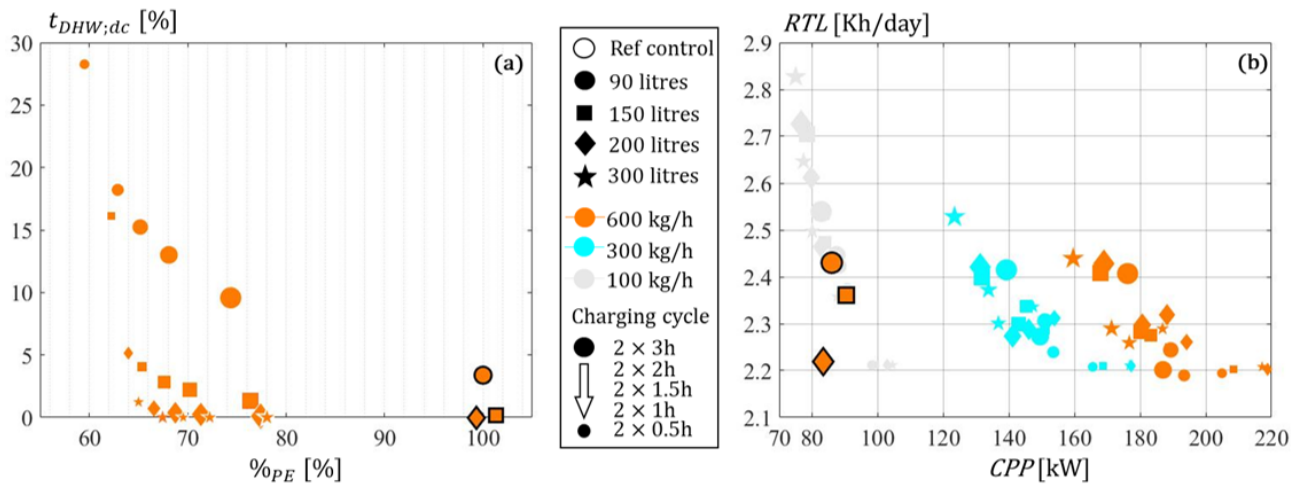 t_DHW;dc [%]
(a)
30
25
20
15
10
5
0
60
70
80
90
100
%_PE [%]
Ref control
90 litres
150 litres
200 litres
300 litres
600 kg/h
300 kg/h
100 kg/h
Charging cycle
2 × 3h
2 × 2h
2 × 1.5h
2 × 1h
2 × 0.5h
RTL [Kh/day]
(b)
2.9
2.8
2.7
2.6
2.5
2.4
2.3
2.2
2.1
70
80
100
120
140
160
180
200
220
CPP [kW]